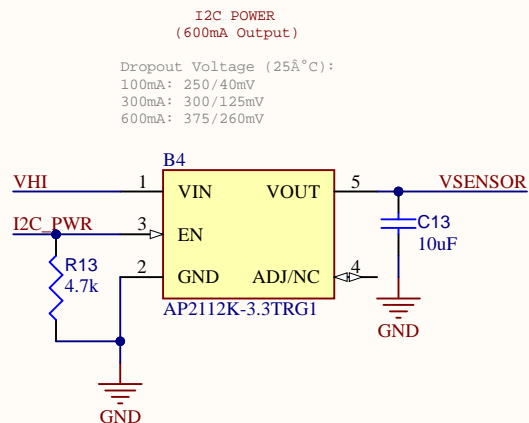 I2C POWER
(600mA Output)
Dropout Voltage (25Â°C):
100mA: 250/40mV
300mA: 300/125mV
600mA: 375/260mV
B4
VHI
1
VIN
VOUT
5
VSENSOR
I2C_PWR
3
EN
C13
10uF
R13
4.7k
2
GND
ADJ/NC
4
AP2112K-3.3TRG1
GND
GND